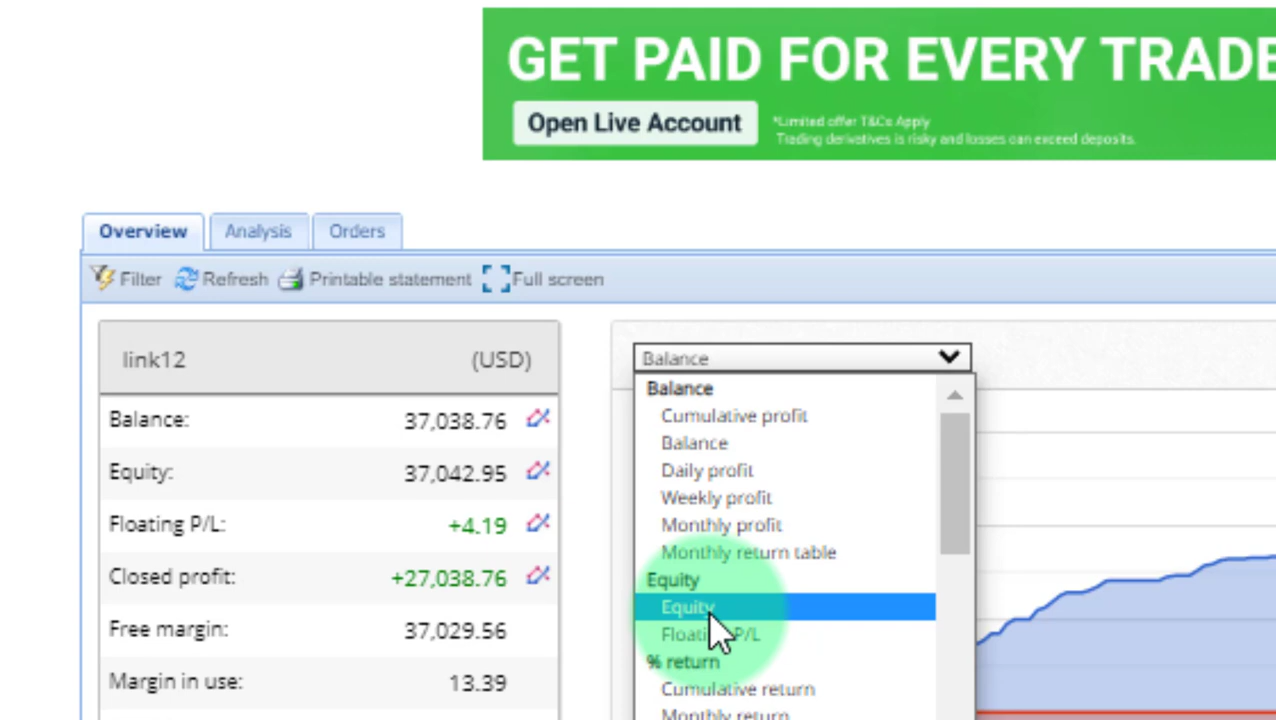 GET PAID FOR EVERY TRADE
Open Live Account
*Limited offer T&Cs Apply
Trading derivatives is risky and losses can exceed deposits.
Overview Analysis Orders
Filter Refresh Printable statement Full screen
link12 (USD)
Balance: 37,038.76
Equity: 37,042.95
Floating P/L: +4.19
Closed profit: +27,038.76
Free margin: 37,029.56
Margin in use: 13.39
Balance
Balance
Cumulative profit
Balance
Daily profit
Weekly profit
Monthly profit
Monthly return table
Equity
Equity
Floating P/L
% return
Cumulative return
Monthly return